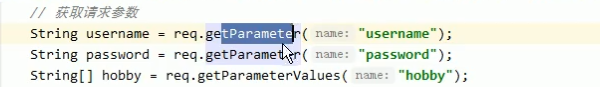 // 获取请求参数
String username = req.getParameter( name: "username");
String password = req.getParameter( name: "password");
String[] hobby = req.getParameterValues( name: "hobby");